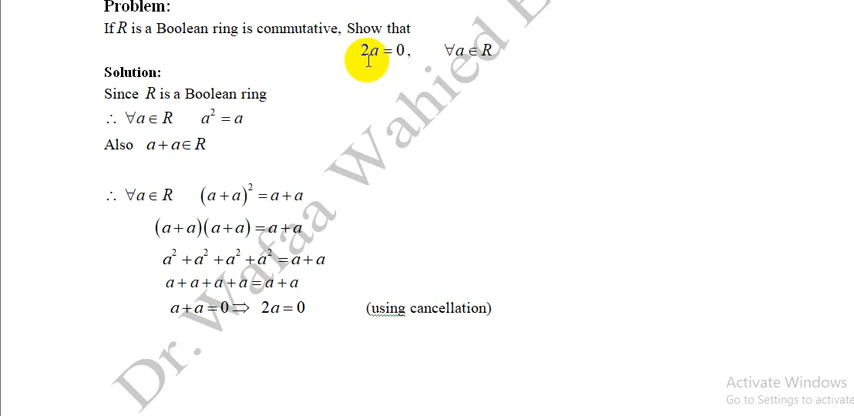 Problem:
If R is a Boolean ring is commutative, Show that
2a = 0, ∀a ∈ R
Solution:
Since R is a Boolean ring
∴ ∀a ∈ R a² = a
Also a + a ∈ R
∴ ∀a ∈ R (a + a)² = a + a
(a + a)(a + a) = a + a
a² + a² + a² + a² = a + a
a + a + a + a = a + a
a + a = 0 ⇒ 2a = 0 (using cancellation)
Dr. Wafaa Wahied E
Activate Windows
Go to Settings to activate